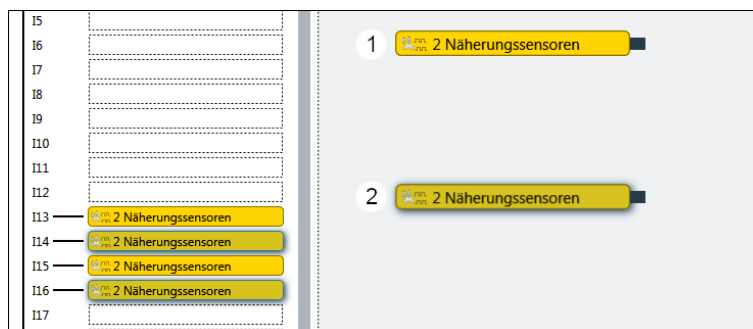 I5
I6
I7
I8
I9
I10
I11
I12
I13 2 Näherungssensoren
I14 2 Näherungssensoren
I15 2 Näherungssensoren
I16 2 Näherungssensoren
I17
1 2 Näherungssensoren
2 2 Näherungssensoren